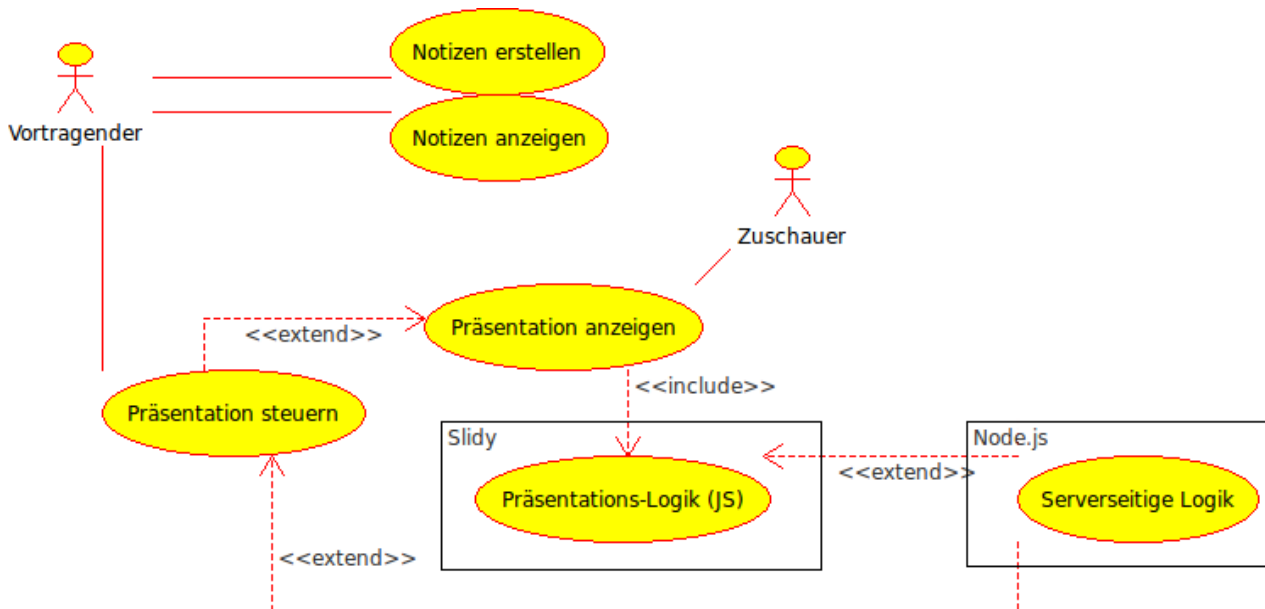 Notizen erstellen
Vortragender
Notizen anzeigen
Zuschauer
Präsentation anzeigen
<<extend>>
<<include>>
Präsentation steuern
Slidy
Node.js
<<extend>>
Präsentations-Logik (JS)
Serverseitige Logik
<<extend>>